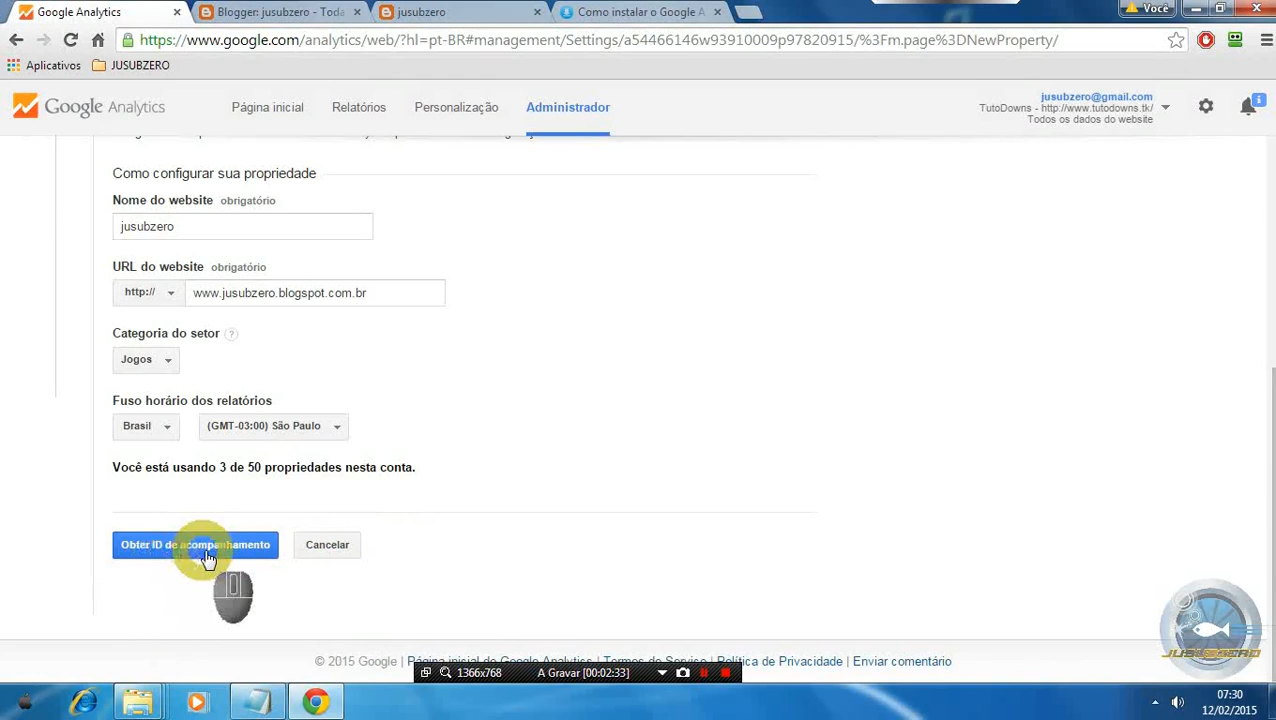 Google Analytics
Blogger: jusubzero - Toda
jusubzero
Como instalar o Google A
Você
https://www.google.com/analytics/web/?hl=pt-BR#management/Settings/a54466146w93910009p97820915/%3Fm.page%3DNewProperty/
Aplicativos
JUSUBZERO
Google Analytics
Página inicial
Relatórios
Personalização
Administrador
jusubzero@gmail.com
TutoDowns - http://www.tutodowns.tk/
Todos os dados do website
Como configurar sua propriedade
Nome do website obrigatório
jusubzero
URL do website obrigatório
http:// www.jusubzero.blogspot.com.br
Categoria do setor ?
Jogos
Fuso horário dos relatórios
Brasil (GMT-03:00) São Paulo
Você está usando 3 de 50 propriedades nesta conta.
Obter ID de acompanhamento Cancelar
JUSUBZERO
© 2015 Google | Página inicial do Google Analytics | Termos de Serviço | Política de Privacidade | Enviar comentário
1366x768 A Gravar [00:02:33]
07:30
12/02/2015